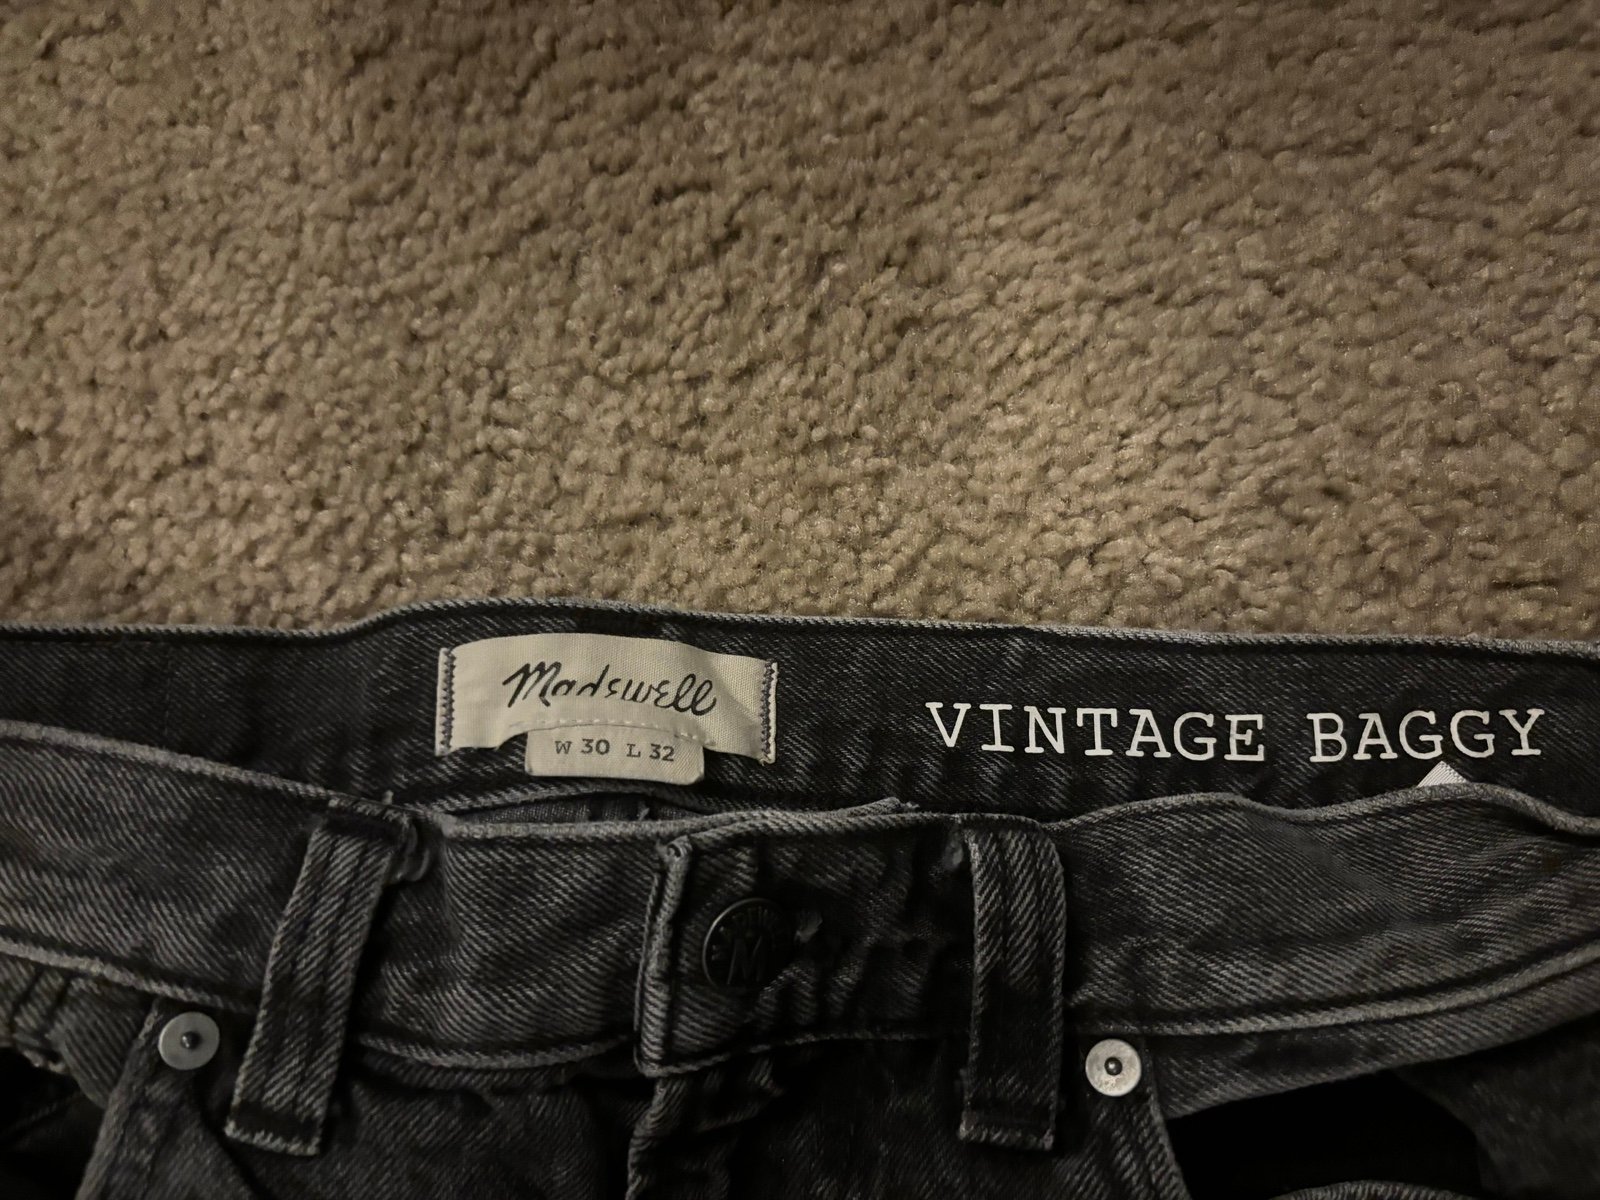 Madewell
W 30 L 32
VINTAGE BAGGY
M